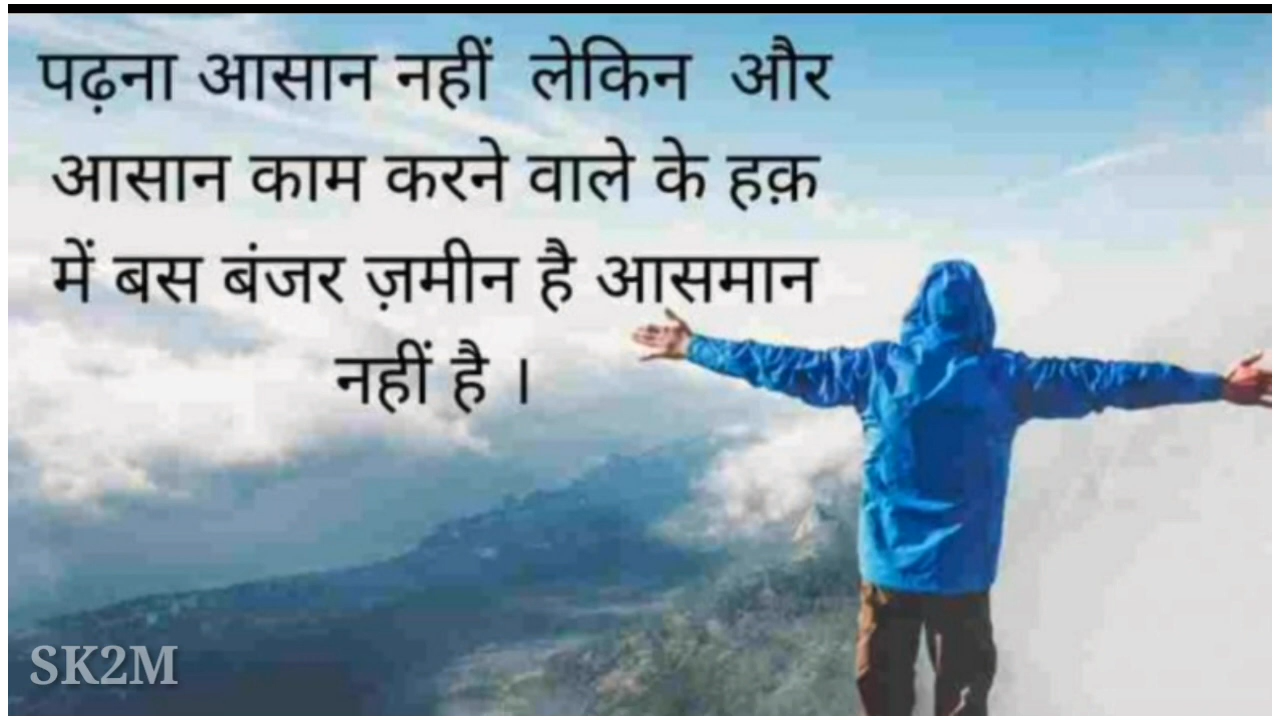 पढ़ना आसान नहीं लेकिन और
आसान काम करने वाले के हक़
में बस बंजर ज़मीन है आसमान
नहीं है ।
SK2M